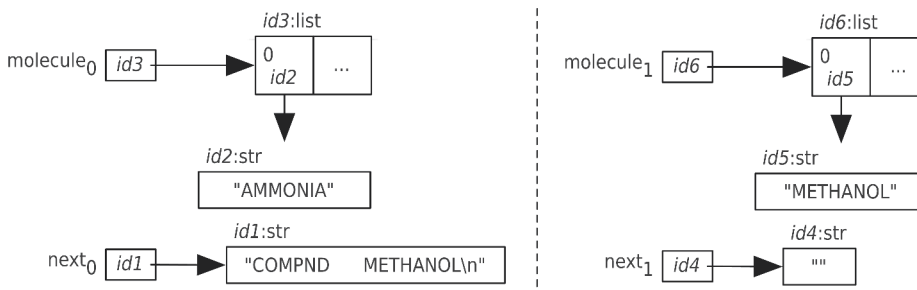 id3:list
molecule0 id3 0 id2 ...
id2:str
"AMMONIA"
id1:str
next0 id1 "COMPND METHANOL\n"
id6:list
molecule1 id6 0 id5 ...
id5:str
"METHANOL"
id4:str
next1 id4 ""